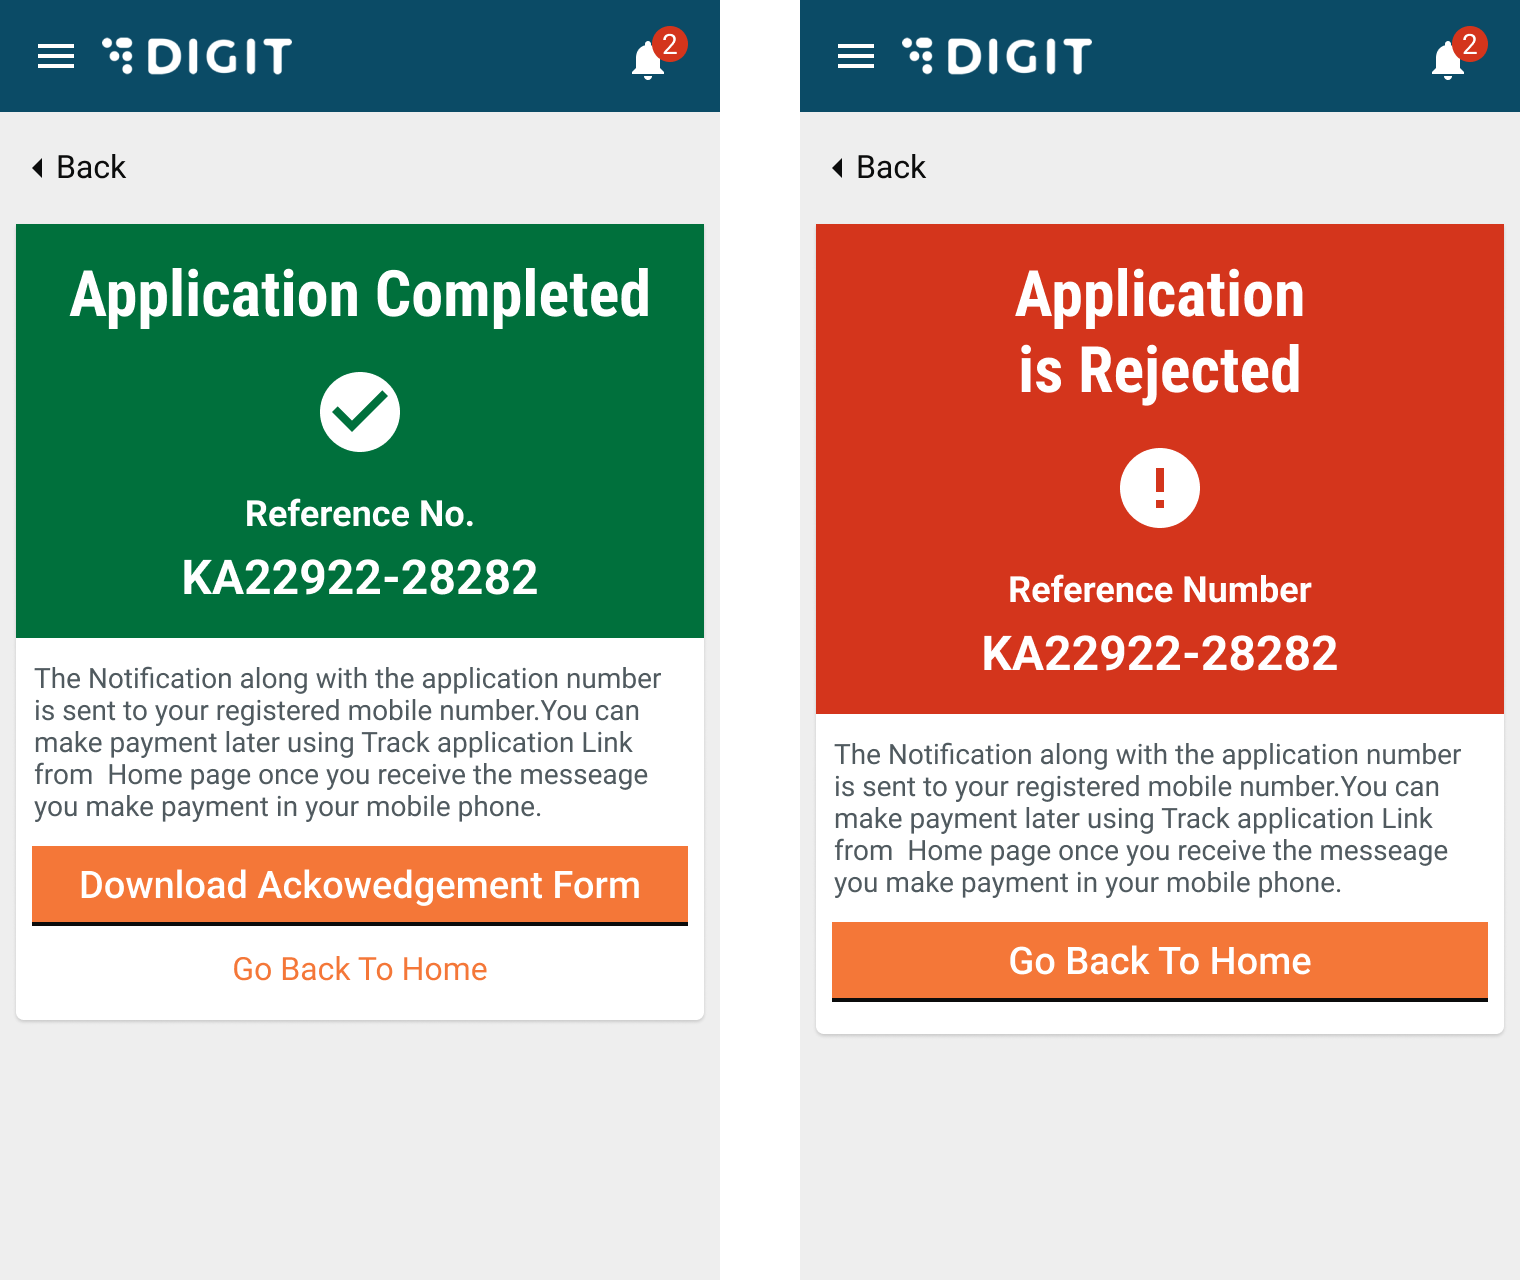 DIGIT
2
Back
Application Completed
Reference No.
KA22922-28282
The Notification along with the application number
is sent to your registered mobile number.You can
make payment later using Track application Link
from  Home page once you receive the messeage
you make payment in your mobile phone.
Download Ackowedgement Form
Go Back To Home
DIGIT
2
Back
Application
is Rejected
Reference Number
KA22922-28282
The Notification along with the application number
is sent to your registered mobile number.You can
make payment later using Track application Link
from  Home page once you receive the messeage
you make payment in your mobile phone.
Go Back To Home